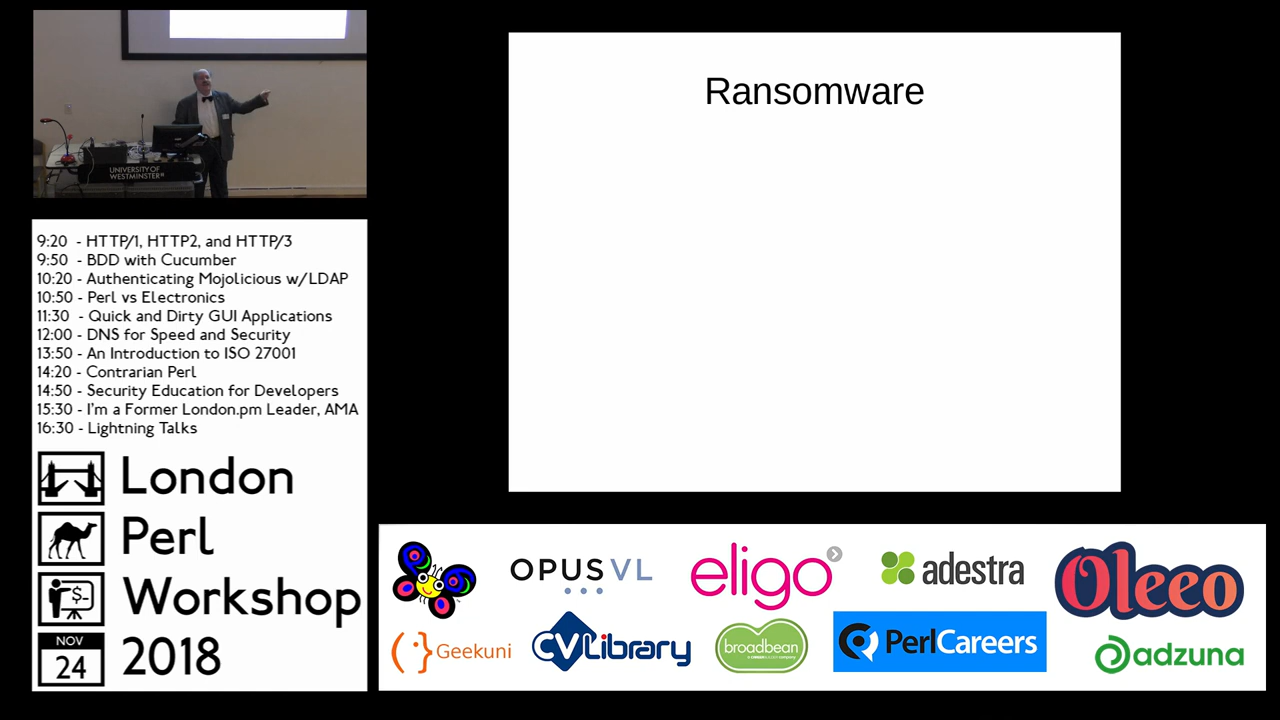 UNIVERSITY OF
WESTMINSTER
Ransomware
9:20 - HTTP/1, HTTP2, and HTTP/3
9:50 - BDD with Cucumber
10:20 - Authenticating Mojolicious w/LDAP
10:50 - Perl vs Electronics
11:30 - Quick and Dirty GUI Applications
12:00 - DNS for Speed and Security
13:50 - An Introduction to ISO 27001
14:20 - Contrarian Perl
14:50 - Security Education for Developers
15:30 - I'm a Former London.pm Leader, AMA
16:30 - Lightning Talks
London
Perl
$-
Workshop
NOV
24
2018
OPUS VL
eligo
adestra
Oleeo
Geekuni
CVLibrary
broadbean
PerlCareers
adzuna